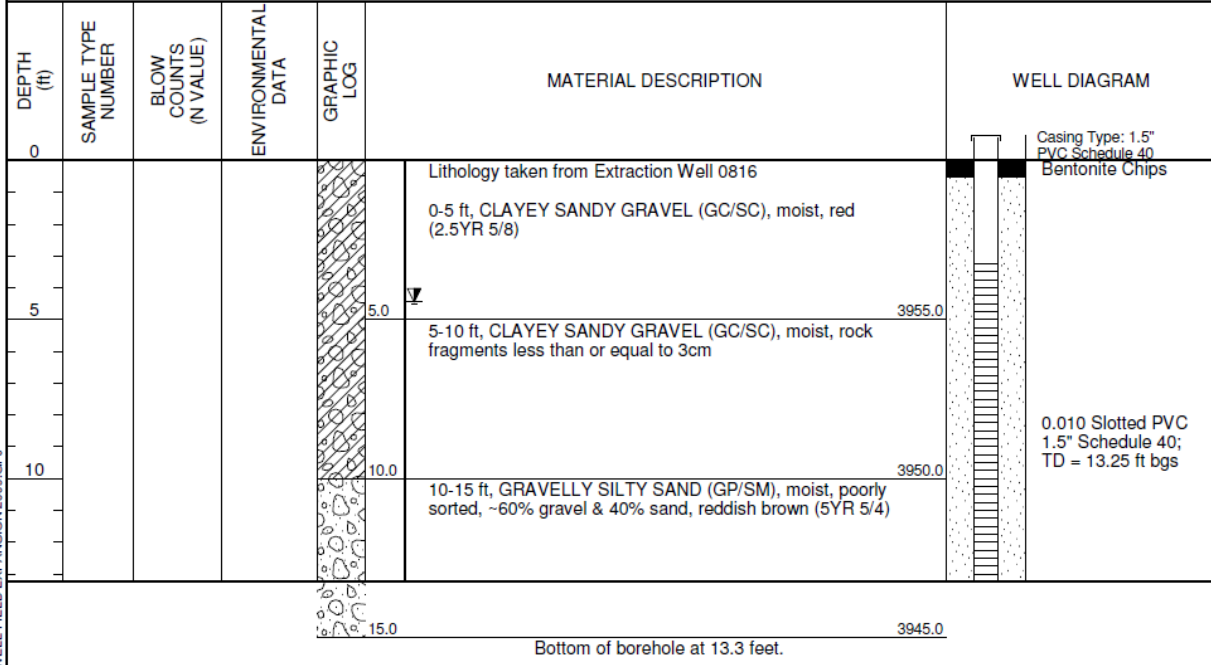 DEPTH
(ft)
SAMPLE TYPE
NUMBER
BLOW
COUNTS
(N VALUE)
ENVIRONMENTAL
DATA
GRAPHIC
LOG
MATERIAL DESCRIPTION
WELL DIAGRAM
0
Casing Type: 1.5"
PVC Schedule 40
Bentonite Chips
Lithology taken from Extraction Well 0816
0-5 ft, CLAYEY SANDY GRAVEL (GC/SC), moist, red
(2.5YR 5/8)
5
5.0
3955.0
5-10 ft, CLAYEY SANDY GRAVEL (GC/SC), moist, rock
fragments less than or equal to 3cm
0.010 Slotted PVC
1.5" Schedule 40;
TD = 13.25 ft bgs
10
10.0
3950.0
10-15 ft, GRAVELLY SILTY SAND (GP/SM), moist, poorly
sorted, ~60% gravel & 40% sand, reddish brown (5YR 5/4)
15.0
3945.0
Bottom of borehole at 13.3 feet.